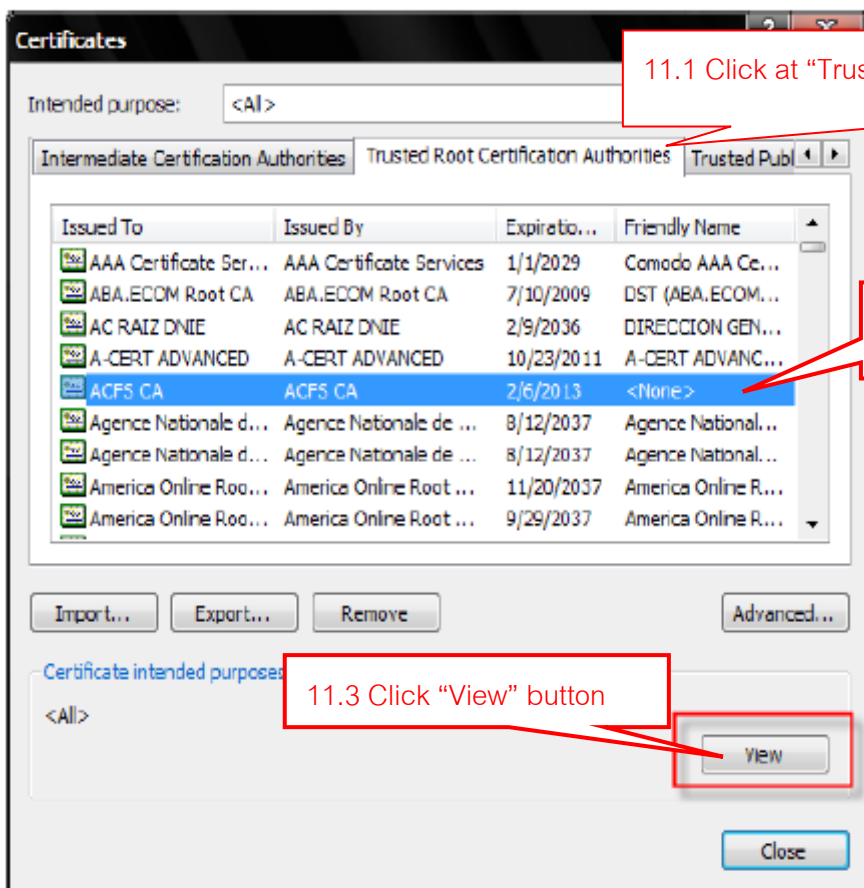 Certificates
11.1 Click at “Trus
Intended purpose: <All>
Intermediate Certification Authorities Trusted Root Certification Authorities Trusted Publ
Issued To Issued By Expiratio... Friendly Name
AAA Certificate Ser... AAA Certificate Services 1/1/2029 Comodo AAA Ce...
ABA.ECOM Root CA ABA.ECOM Root CA 7/10/2009 DST (ABA.ECOM...
AC RAIZ DNIE AC RAIZ DNIE 2/9/2036 DIRECCION GEN...
A-CERT ADVANCED A-CERT ADVANCED 10/23/2011 A-CERT ADVANC...
ACFS CA ACFS CA 2/6/2013 <None>
Agence Nationale d... Agence Nationale de ... 8/12/2037 Agence National...
Agence Nationale d... Agence Nationale de ... 8/12/2037 Agence National...
America Online Roo... America Online Root ... 11/20/2037 America Online R...
America Online Roo... America Online Root ... 9/29/2037 America Online R...
Import... Export... Remove Advanced...
Certificate intended purposes
<All>
11.3 Click “View” button
View
Close